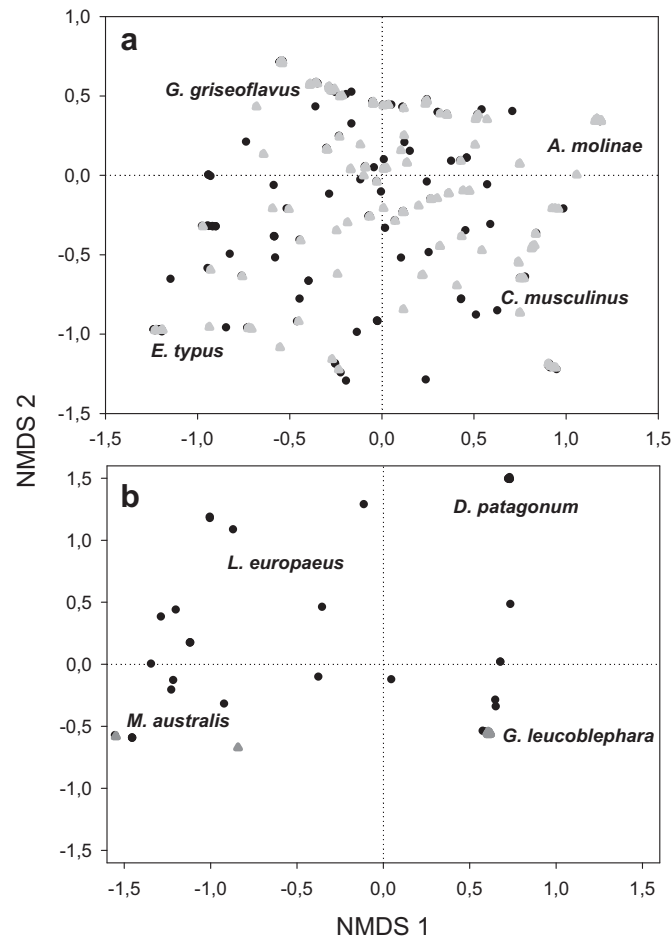 a
1,0
0,5
0,0
-0,5
-1,0
-1,5
G. griseoflavus
A. molinae
C. musculinus
E. typus
-1,5 -1,0 -0,5 0,0 0,5 1,0 1,5
NMDS 2
b
1,5
1,0
0,5
0,0
-0,5
-1,0
-1,5
D. patagonum
L. europaeus
M. australis
G. leucoblephara
-1,5 -1,0 -0,5 0,0 0,5 1,0 1,5
NMDS 1